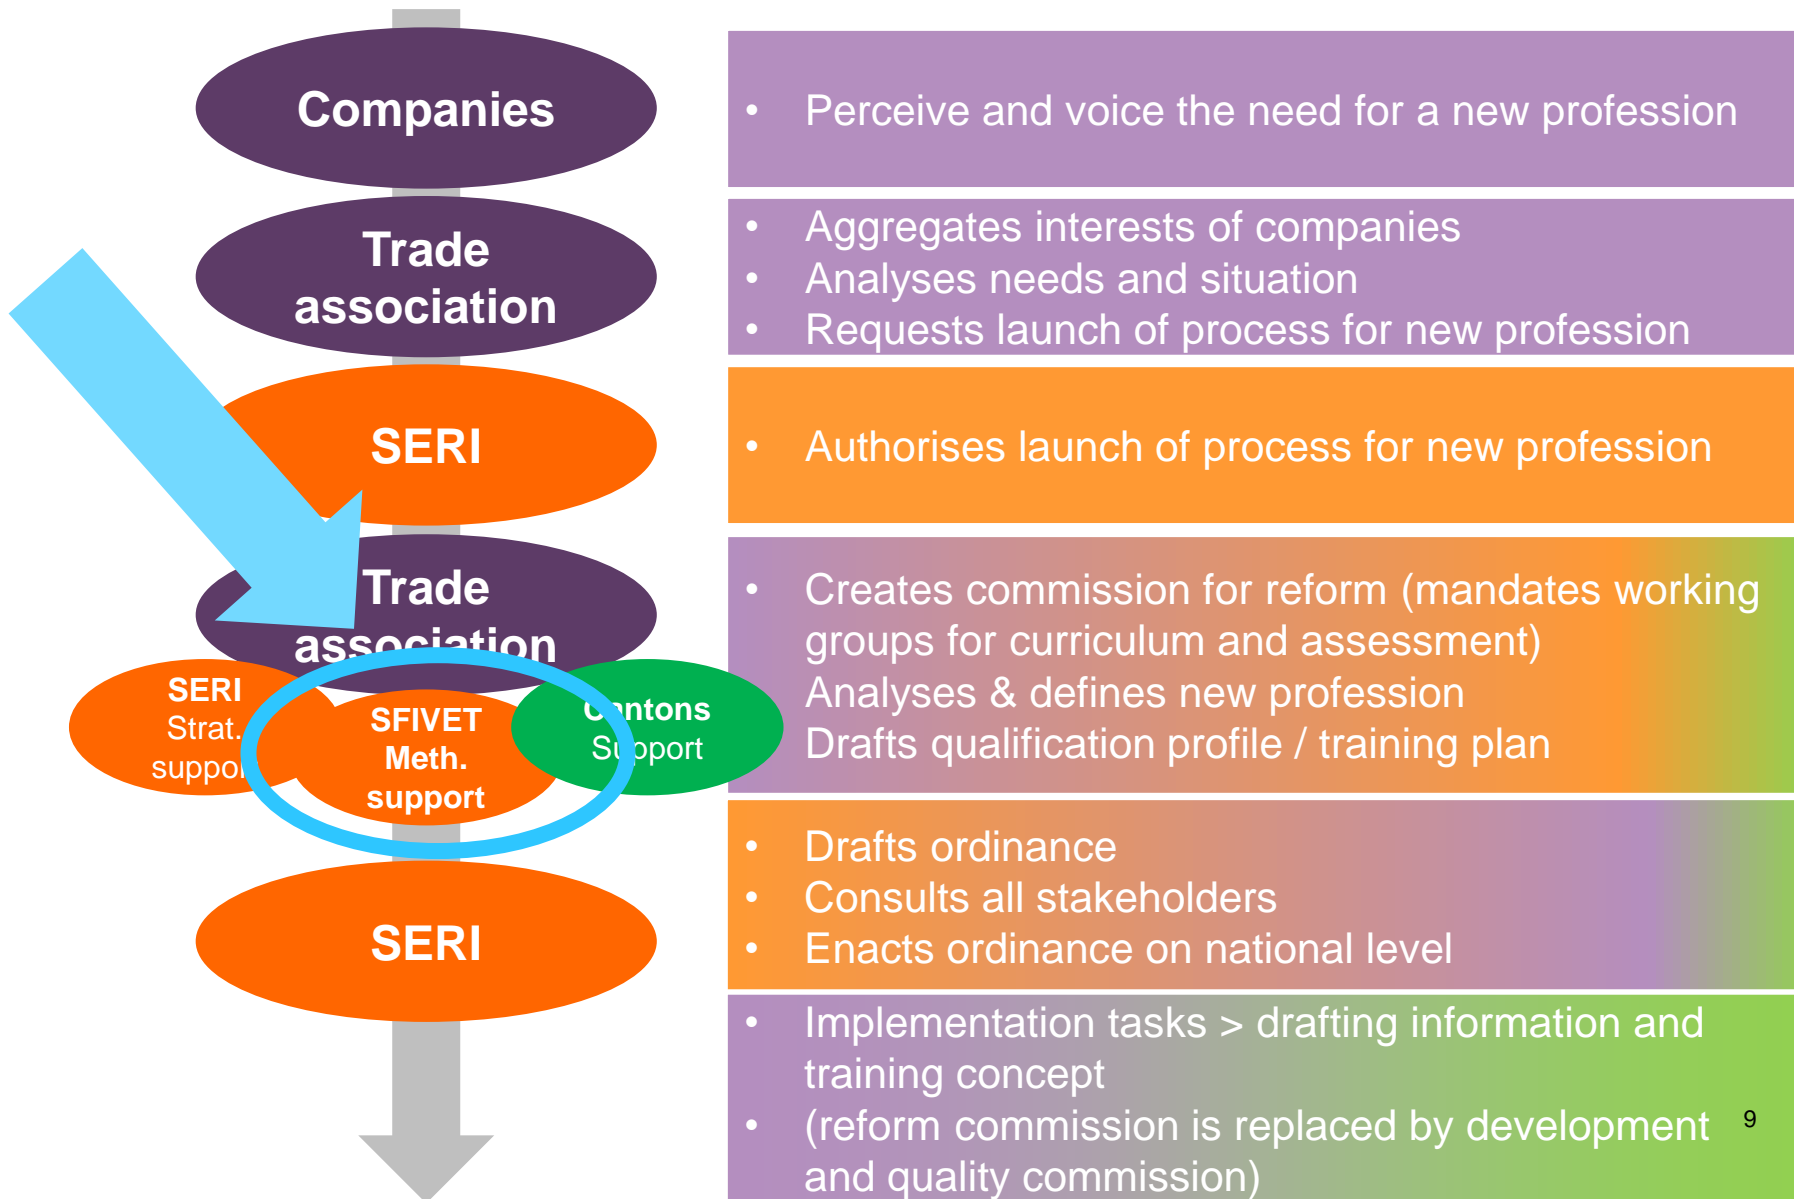 Companies
• Perceive and voice the need for a new profession
Trade
association
• Aggregates interests of companies
• Analyses needs and situation
• Requests launch of process for new profession
SERI
• Authorises launch of process for new profession
Trade
association
SERI
Strat.
support
SFIVET
Meth.
support
Cantons
Support
• Creates commission for reform (mandates working
groups for curriculum and assessment)
Analyses & defines new profession
Drafts qualification profile / training plan
SERI
• Drafts ordinance
• Consults all stakeholders
• Enacts ordinance on national level
• Implementation tasks > drafting information and
training concept
• (reform commission is replaced by development
and quality commission)
9